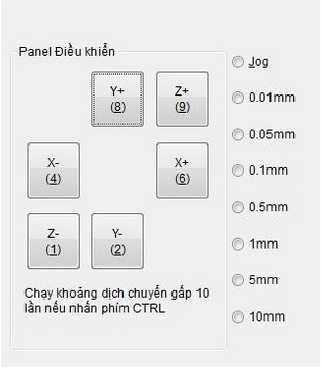 Panel Điều khiển
Jog
Y+
(8)
Z+
(9)
0.01mm
0.05mm
X-
(4)
X+
(6)
0.1mm
0.5mm
Z-
(1)
Y-
(2)
1mm
5mm
Chạy khoảng dịch chuyển gấp 10
lần nếu nhấn phím CTRL
10mm